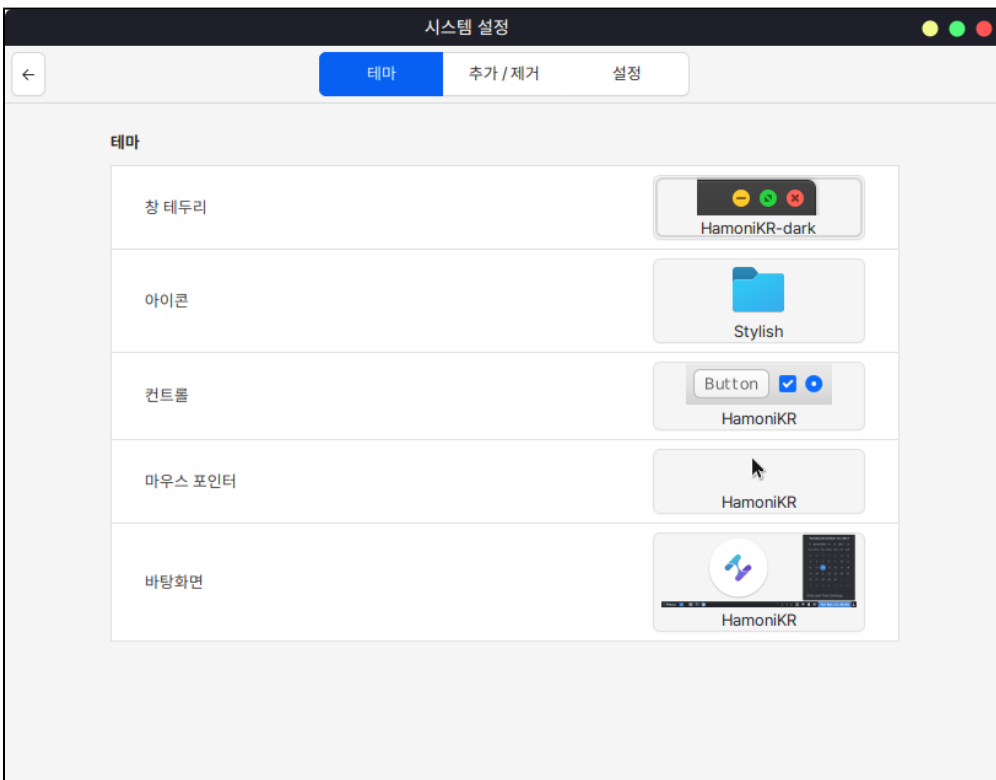 시스템 설정
테마
추가 / 제거
설정
테마
창 테두리
HamoniKR-dark
아이콘
Stylish
컨트롤
Button
HamoniKR
마우스 포인터
HamoniKR
바탕화면
HamoniKR